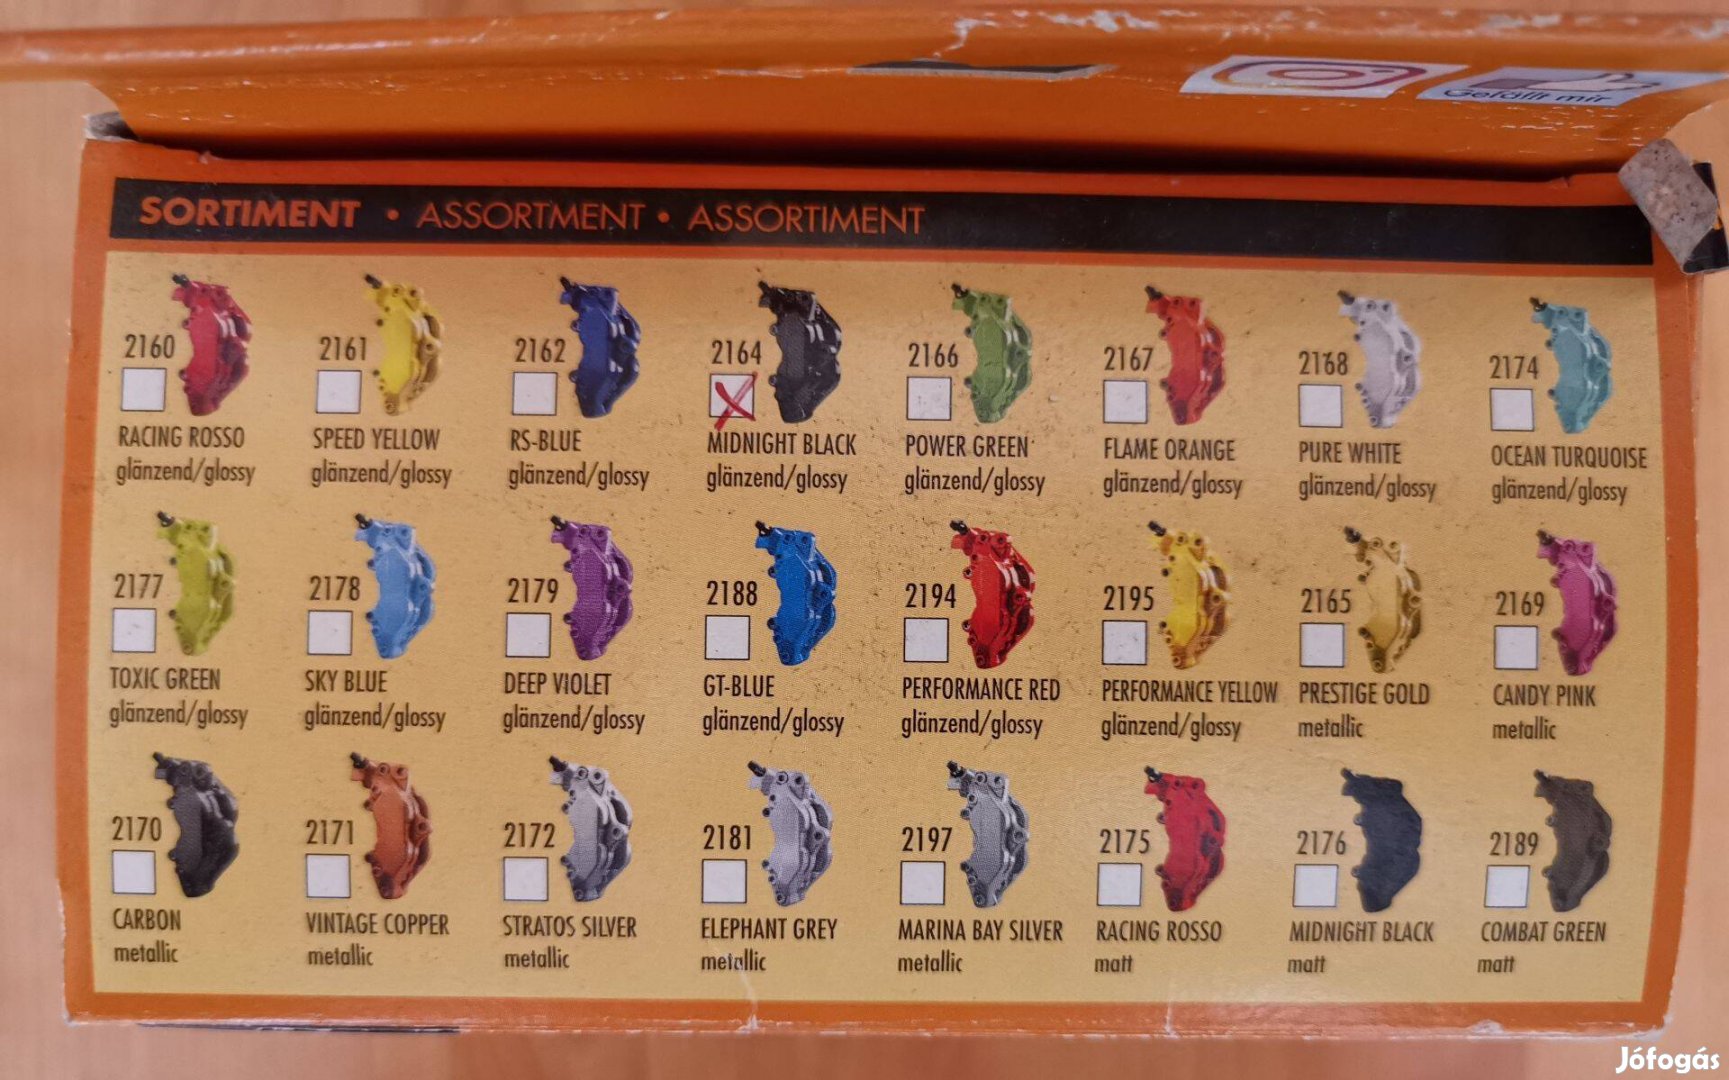 Gefällt mir
SORTIMENT • ASSORTMENT • ASSORTIMENT
2160 2161 2162 2164 2166 2167 2168 2174
RACING ROSSO SPEED YELLOW RS-BLUE MIDNIGHT BLACK POWER GREEN FLAME ORANGE PURE WHITE OCEAN TURQUOISE
glänzend/glossy glänzend/glossy glänzend/glossy glänzend/glossy glänzend/glossy glänzend/glossy glänzend/glossy glänzend/glossy
2177 2178 2179 2188 2194 2195 2165 2169
TOXIC GREEN SKY BLUE DEEP VIOLET GT-BLUE PERFORMANCE RED PERFORMANCE YELLOW PRESTIGE GOLD CANDY PINK
glänzend/glossy glänzend/glossy glänzend/glossy glänzend/glossy glänzend/glossy glänzend/glossy metallic metallic
2170 2171 2172 2181 2197 2175 2176 2189
CARBON VINTAGE COPPER STRATOS SILVER ELEPHANT GREY MARINA BAY SILVER RACING ROSSO MIDNIGHT BLACK COMBAT GREEN
metallic metallic metallic metallic metallic matt matt matt
Jófogás